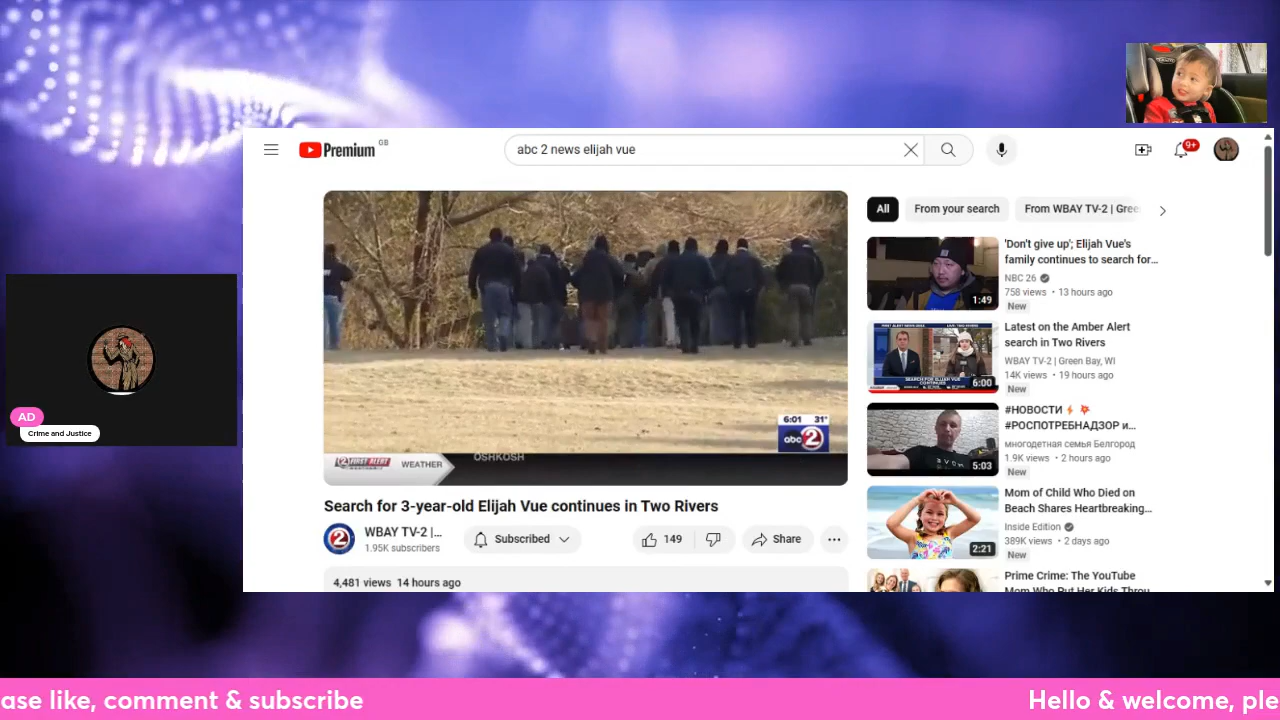 Premium GB
abc 2 news elijah vue
9+
All
From your search
From WBAY TV-2 | Gree
'Don't give up'; Elijah Vue's
family continues to search for...
NBC 26
758 views • 13 hours ago
New
1:49
Latest on the Amber Alert
search in Two Rivers
WBAY TV-2 | Green Bay, WI
14K views • 19 hours ago
New
6:00
#НОВОСТИ
#РОСПОТРЕБНАДЗОР и...
многодетная семья Белгород
1.9K views • 2 hours ago
New
5:03
Mom of Child Who Died on
Beach Shares Heartbreaking...
Inside Edition
389K views • 2 days ago
New
2:21
Prime Crime: The YouTube
Mom Who Put Her Kids Throu
6:01 31°
abc 2
FIRST ALERT
WEATHER
OSHKOSH
Search for 3-year-old Elijah Vue continues in Two Rivers
2
WBAY TV-2 |...
1.95K subscribers
Subscribed
149
Share
4,481 views 14 hours ago
AD
Crime and Justice
ase like, comment & subscribe
Hello & welcome, ple